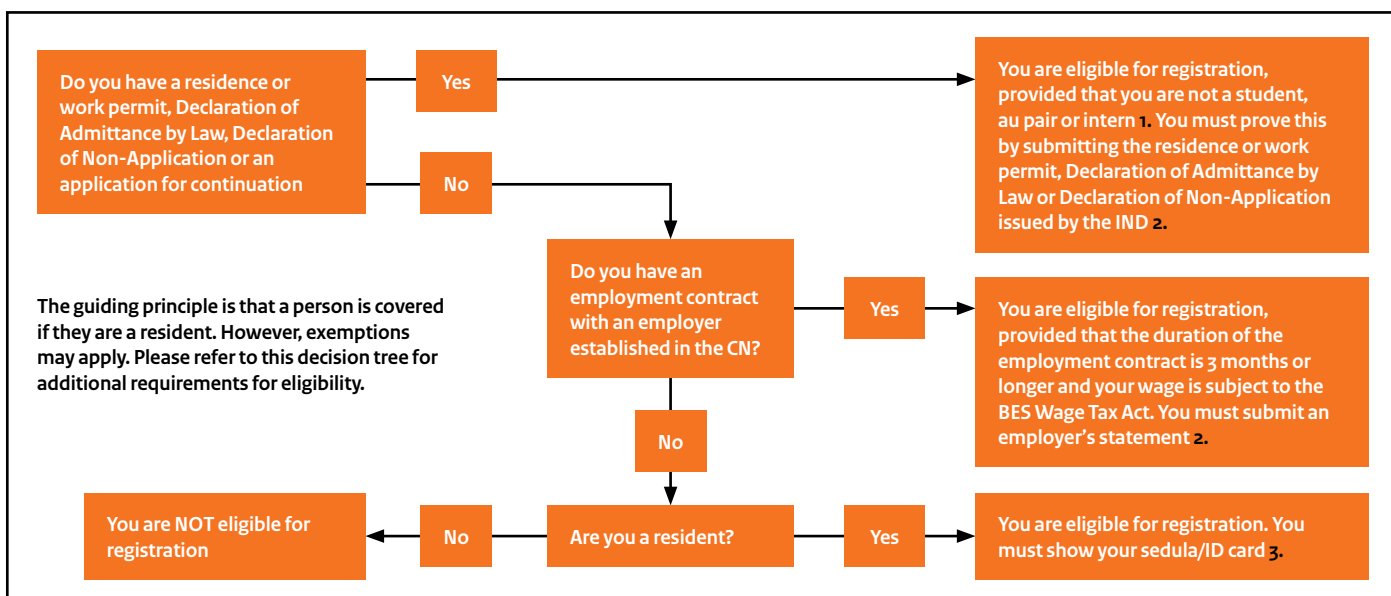 Do you have a residence or
work permit, Declaration of
Admittance by Law, Declaration
of Non-Application or an
application for continuation
Yes
No
You are eligible for registration,
provided that you are not a student,
au pair or intern 1. You must prove this
by submitting the residence or work
permit, Declaration of Admittance by
Law or Declaration of Non-Application
issued by the IND 2.
The guiding principle is that a person is covered
if they are a resident. However, exemptions
may apply. Please refer to this decision tree for
additional requirements for eligibility.
Do you have an
employment contract
with an employer
established in the CN?
Yes
You are eligible for registration,
provided that the duration of the
employment contract is 3 months or
longer and your wage is subject to the
BES Wage Tax Act. You must submit an
employer’s statement 2.
No
You are NOT eligible for
registration
No
Are you a resident?
Yes
You are eligible for registration. You
must show your sedula/ID card 3.